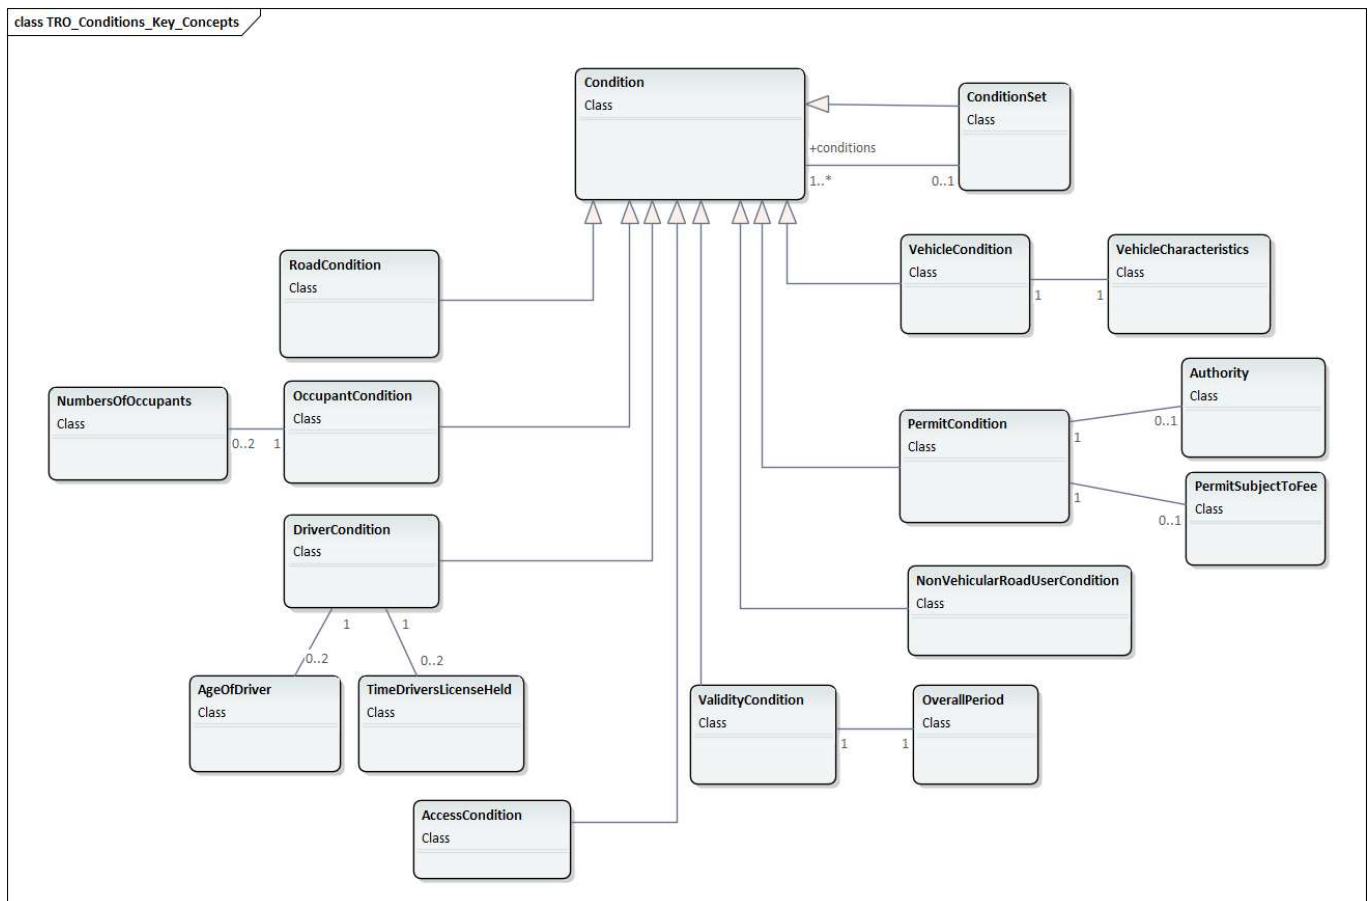 class TRO_Conditions_Key_Concepts
Condition
Class
ConditionSet
Class
+conditions
1..*
0..1
RoadCondition
Class
VehicleCondition
Class
1
1
VehicleCharacteristics
Class
NumbersOfOccupants
Class
0..2
1
OccupantCondition
Class
PermitCondition
Class
1
0..1
Authority
Class
1
0..1
PermitSubjectToFee
Class
DriverCondition
Class
1
1
0..2
0..2
NonVehicularRoadUserCondition
Class
AgeOfDriver
Class
TimeDriversLicenseHeld
Class
ValidityCondition
Class
1
1
OverallPeriod
Class
AccessCondition
Class